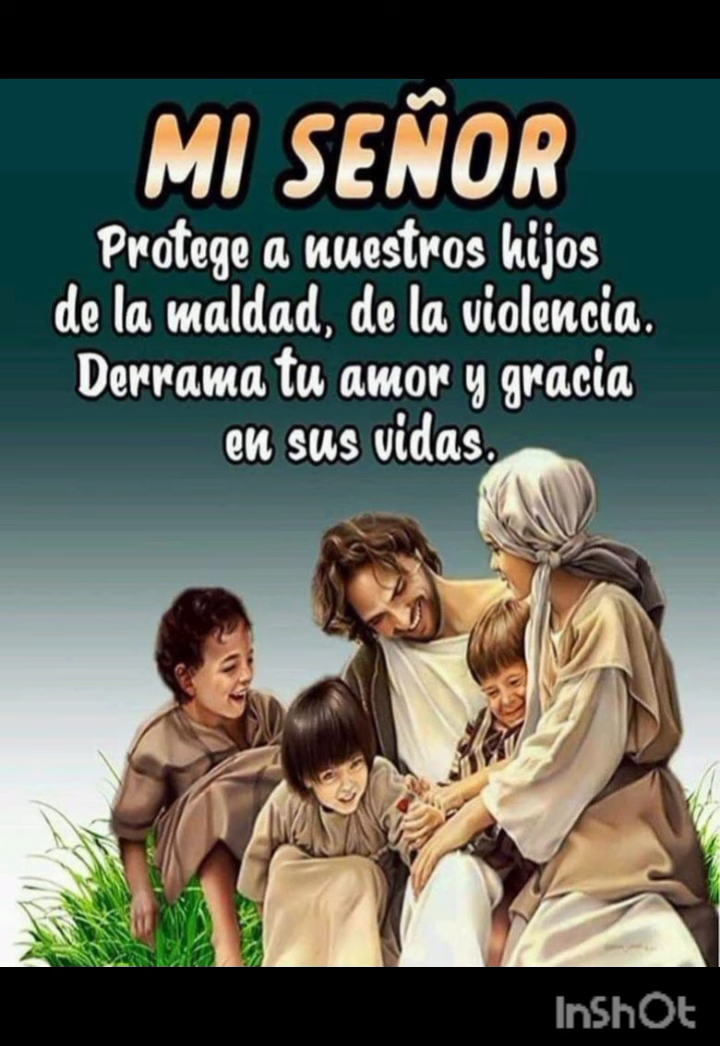 MI SEÑOR
Protege a nuestros hijos
de la maldad, de la violencia.
Derrama tu amor y gracia
en sus vidas.
InShOt